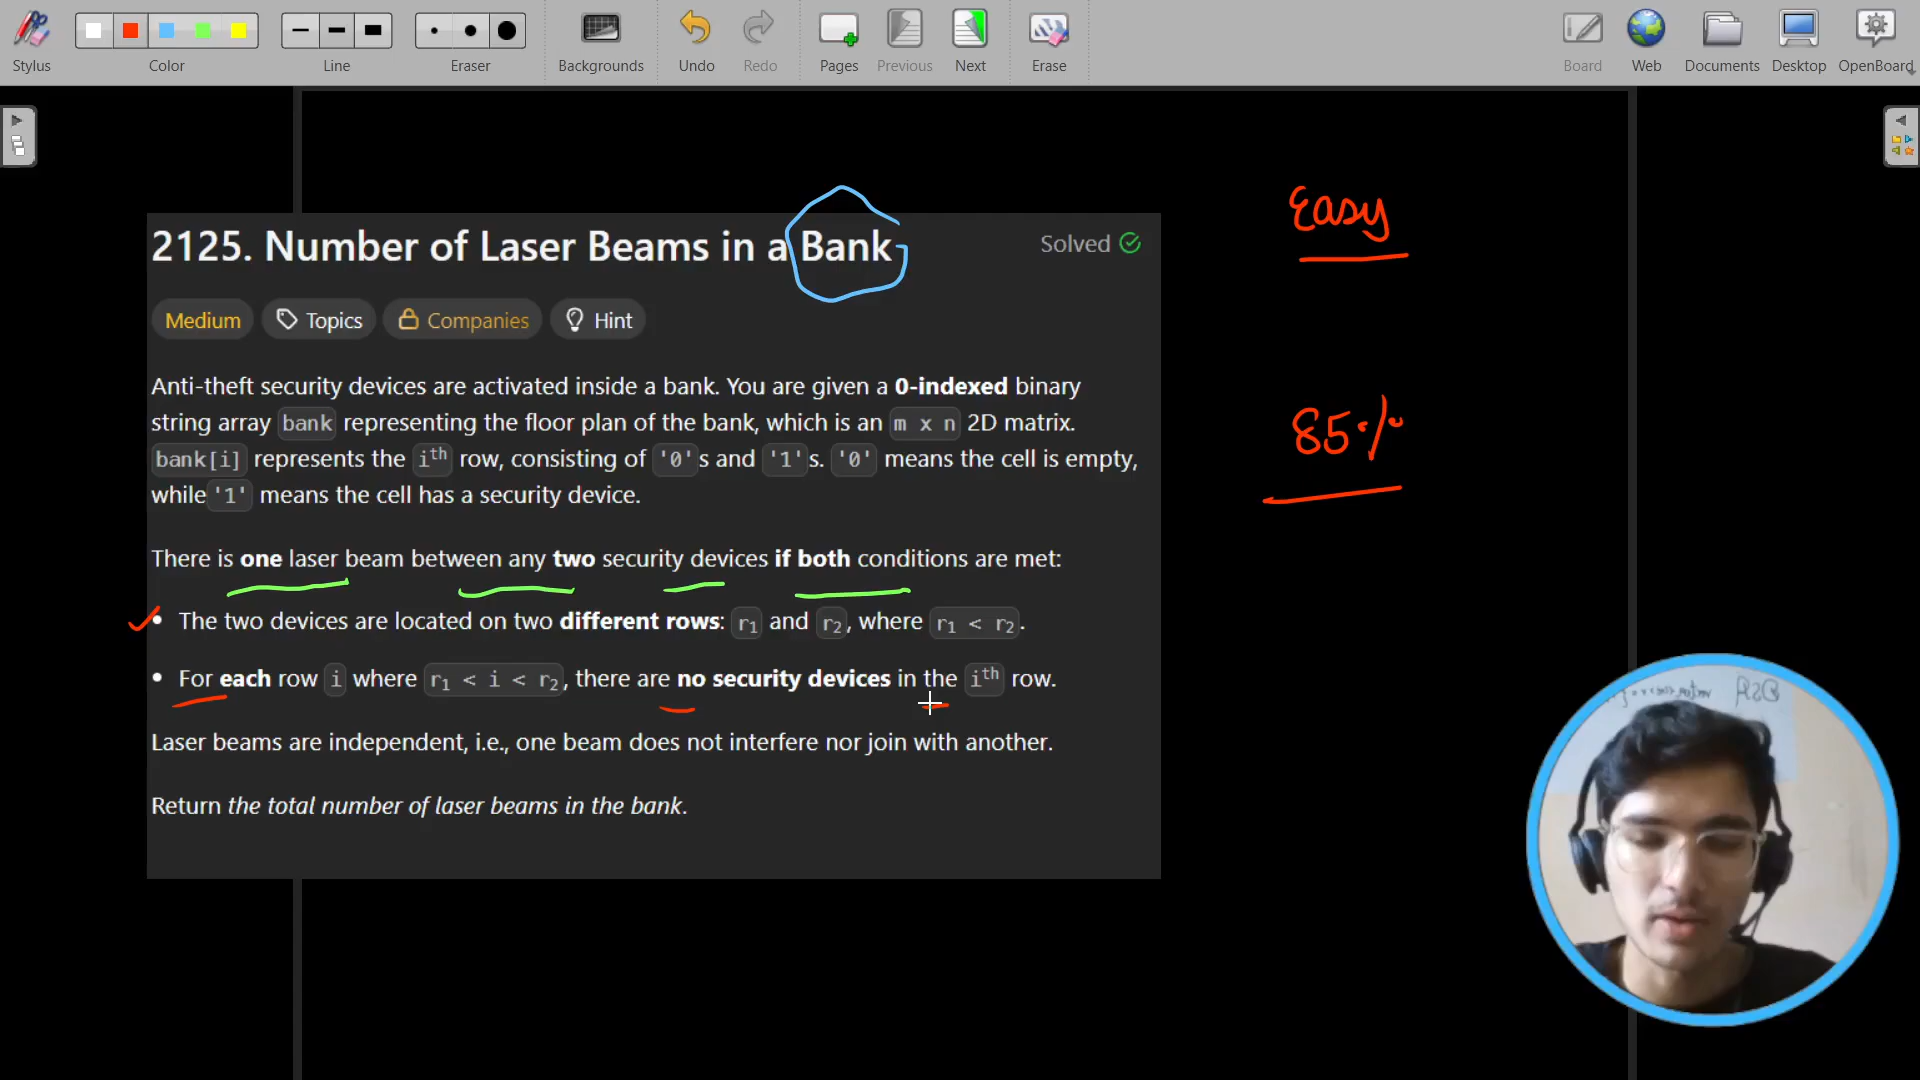 Stylus
Color
Line
Eraser
Backgrounds
Undo
Redo
Pages
Previous
Next
Erase
Board
Web
Documents
Desktop
OpenBoard
Easy
2125. Number of Laser Beams in a Bank
Solved
Medium
Topics
Companies
Hint
Anti-theft security devices are activated inside a bank. You are given a 0-indexed binary
string array bank representing the floor plan of the bank, which is an m x n 2D matrix.
bank[i] represents the ith row, consisting of '0's and '1's. '0' means the cell is empty,
while '1' means the cell has a security device.
85%
There is one laser beam between any two security devices if both conditions are met:
• The two devices are located on two different rows: r1 and r2, where r1 < r2.
• For each row i where r1 < i < r2, there are no security devices in the ith row.
Laser beams are independent, i.e., one beam does not interfere nor join with another.
Return the total number of laser beams in the bank.